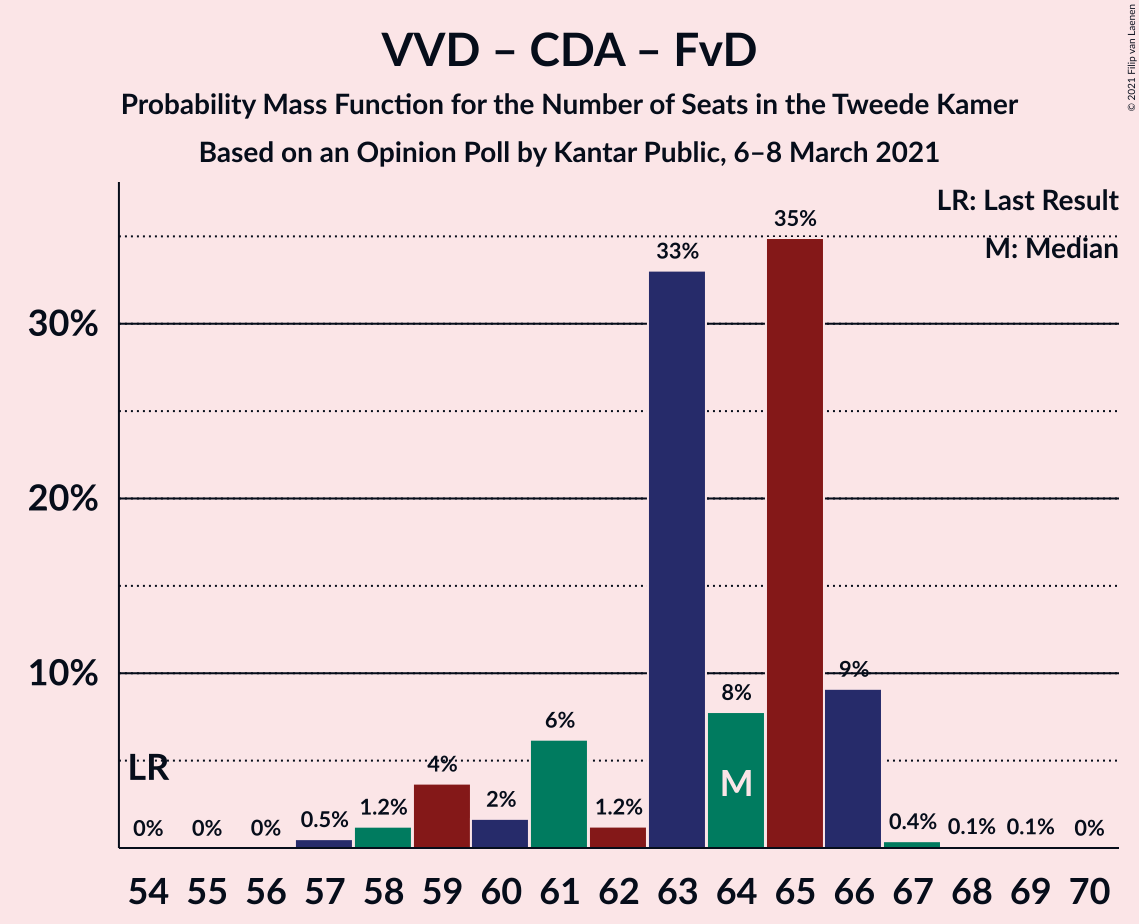 VVD – CDA – FvD
Probability Mass Function for the Number of Seats in the Tweede Kamer
Based on an Opinion Poll by Kantar Public, 6–8 March 2021
© 2021 Filip van Laenen
LR: Last Result
M: Median
35%
33%
30%
20%
10%
9%
8%
6%
4%
LR
M
2%
1.2%
1.2%
0.5%
0.4%
0.1%
0.1%
0%
0%
0%
0%
54 55 56 57 58 59 60 61 62 63 64 65 66 67 68 69 70